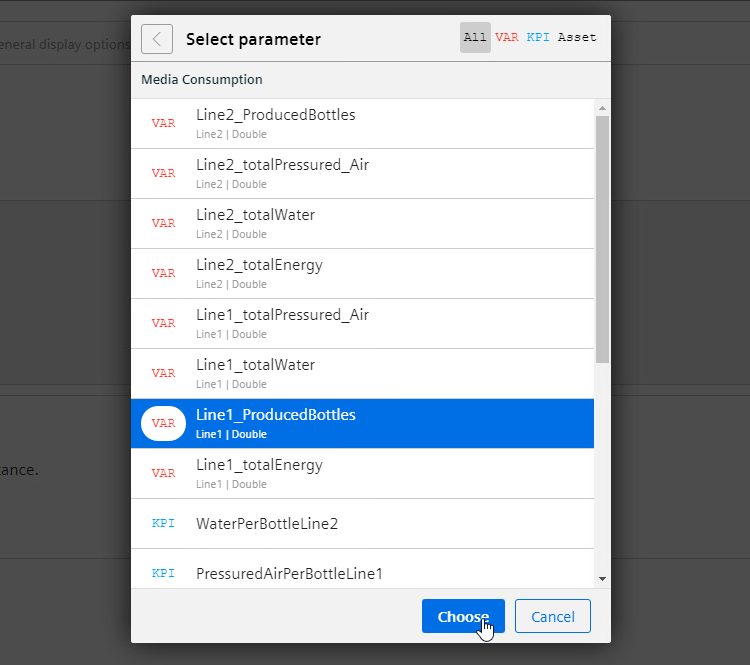 Select parameter
All VAR KPI Asset
eneral display options
Media Consumption
VAR Line2_ProducedBottles
Line2 | Double
VAR Line2_totalPressured_Air
Line2 | Double
VAR Line2_totalWater
Line2 | Double
VAR Line2_totalEnergy
Line2 | Double
VAR Line1_totalPressured_Air
Line1 | Double
VAR Line1_totalWater
Line1 | Double
VAR Line1_ProducedBottles
Line1 | Double
VAR Line1_totalEnergy
Line1 | Double
ance.
KPI WaterPerBottleLine2
KPI PressuredAirPerBottleLine1
Choose Cancel